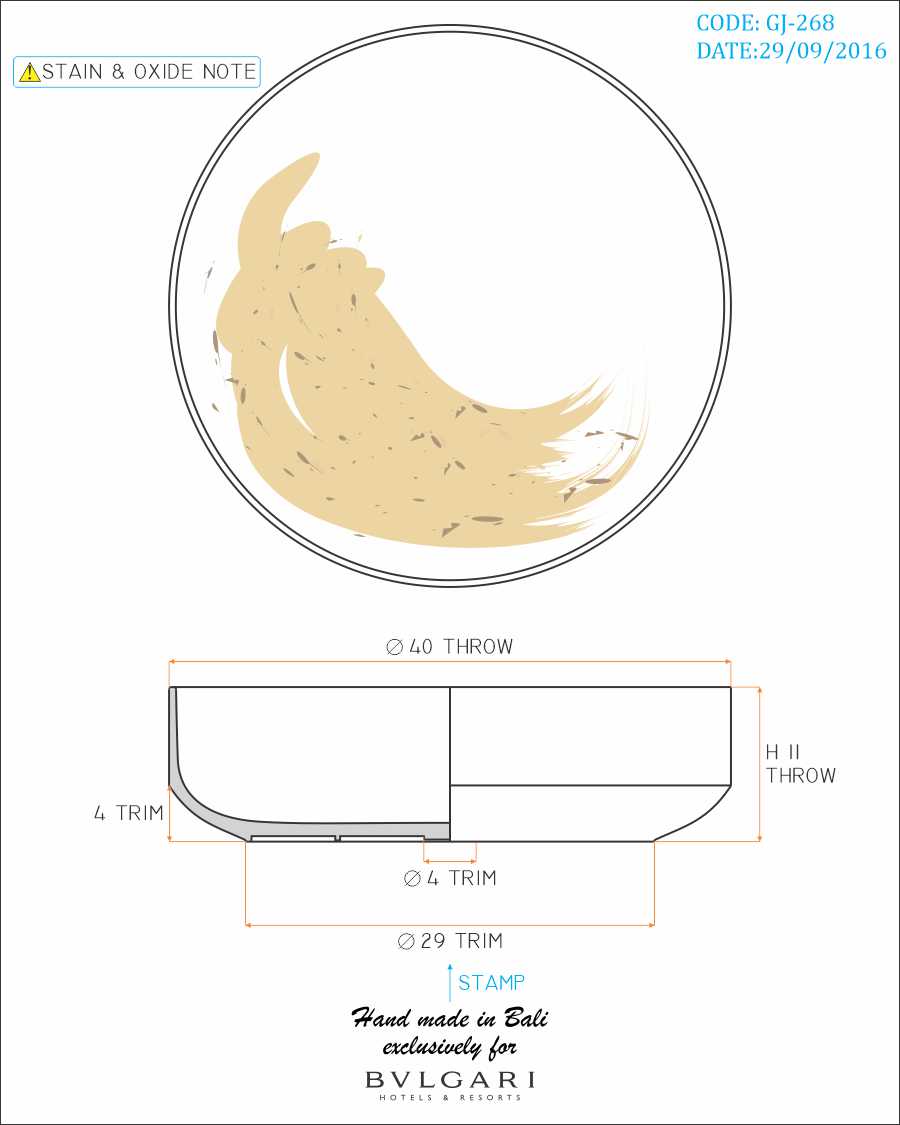 CODE: GJ-268
DATE:29/09/2016
STAIN & OXIDE NOTE
Ø 40 THROW
H 11
THROW
4 TRIM
Ø 4 TRIM
Ø 29 TRIM
STAMP
Hand made in Bali
exclusively for
BVLGARI
HOTELS & RESORTS